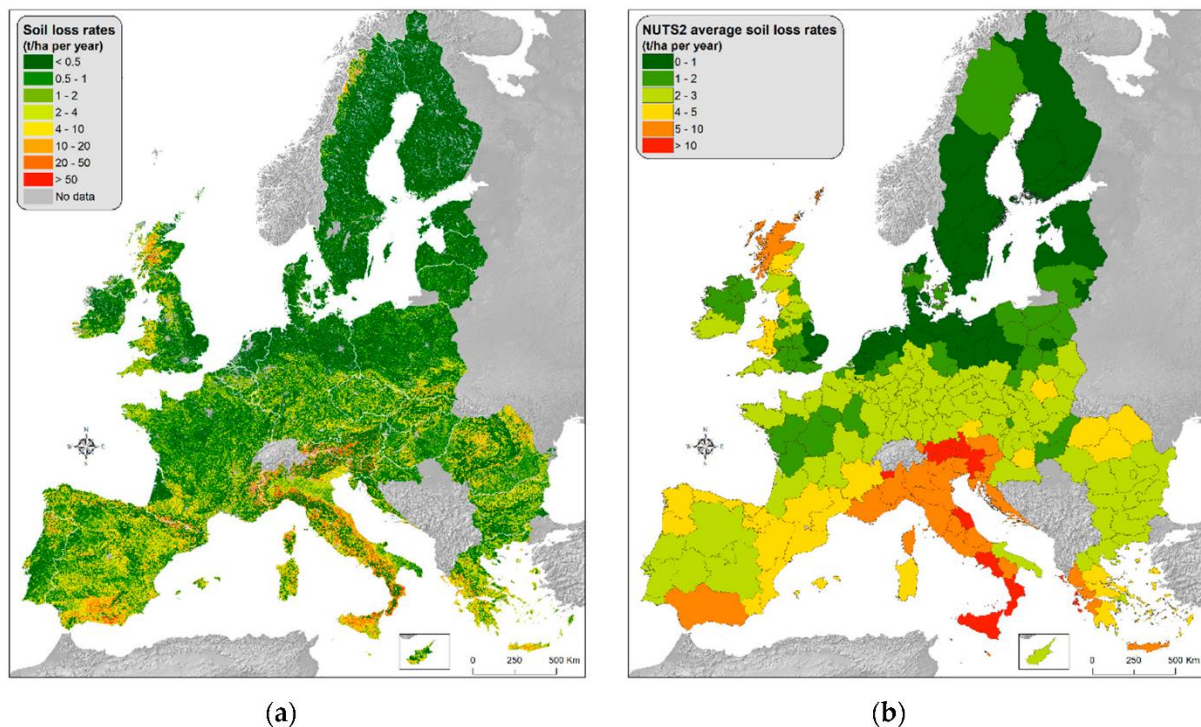 Soil loss rates
(t/ha per year)
< 0.5
0.5 - 1
1 - 2
2 - 4
4 - 10
10 - 20
20 - 50
> 50
No data
N
W E
S
0 250 500 Km
(a)
NUTS2 average soil loss rates
(t/ha per year)
0 - 1
1 - 2
2 - 3
4 - 5
5 - 10
> 10
N
W E
S
0 250 500 Km
(b)